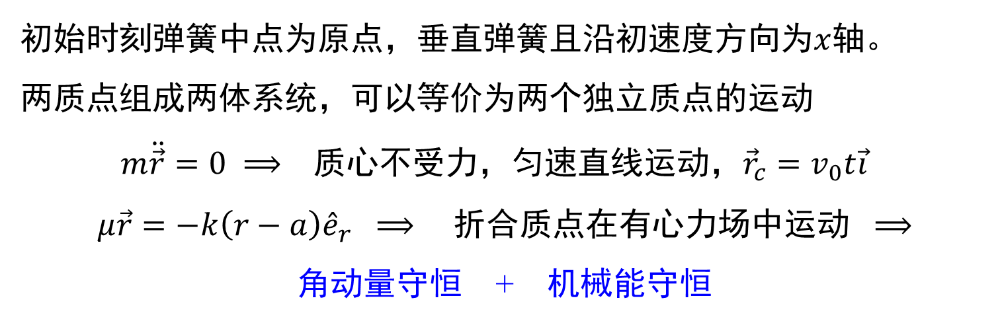 初始时刻弹簧中点为原点，垂直弹簧且沿初速度方向为x轴。
两质点组成两体系统，可以等价为两个独立质点的运动
m\ddot{\vec{r}} = 0 ⟹ 质心不受力，匀速直线运动，\vec{r}_c = v_0 t\vec{i}
μ\vec{r} = −k(r − a)\hat{e}_r ⟹ 折合质点在有心力场中运动 ⟹
角动量守恒 + 机械能守恒